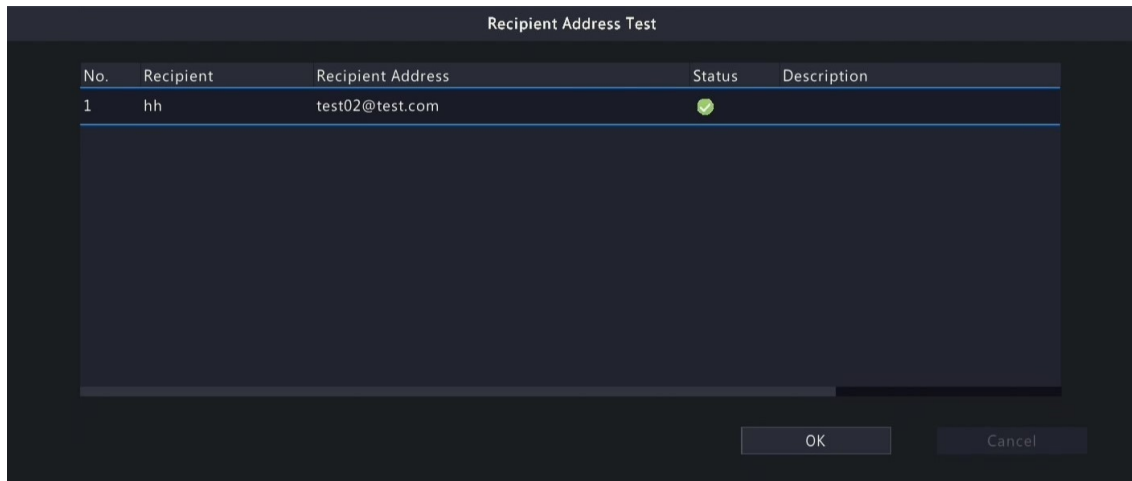 Recipient Address Test
No. Recipient Recipient Address Status Description
1 hh test02@test.com
OK Cancel